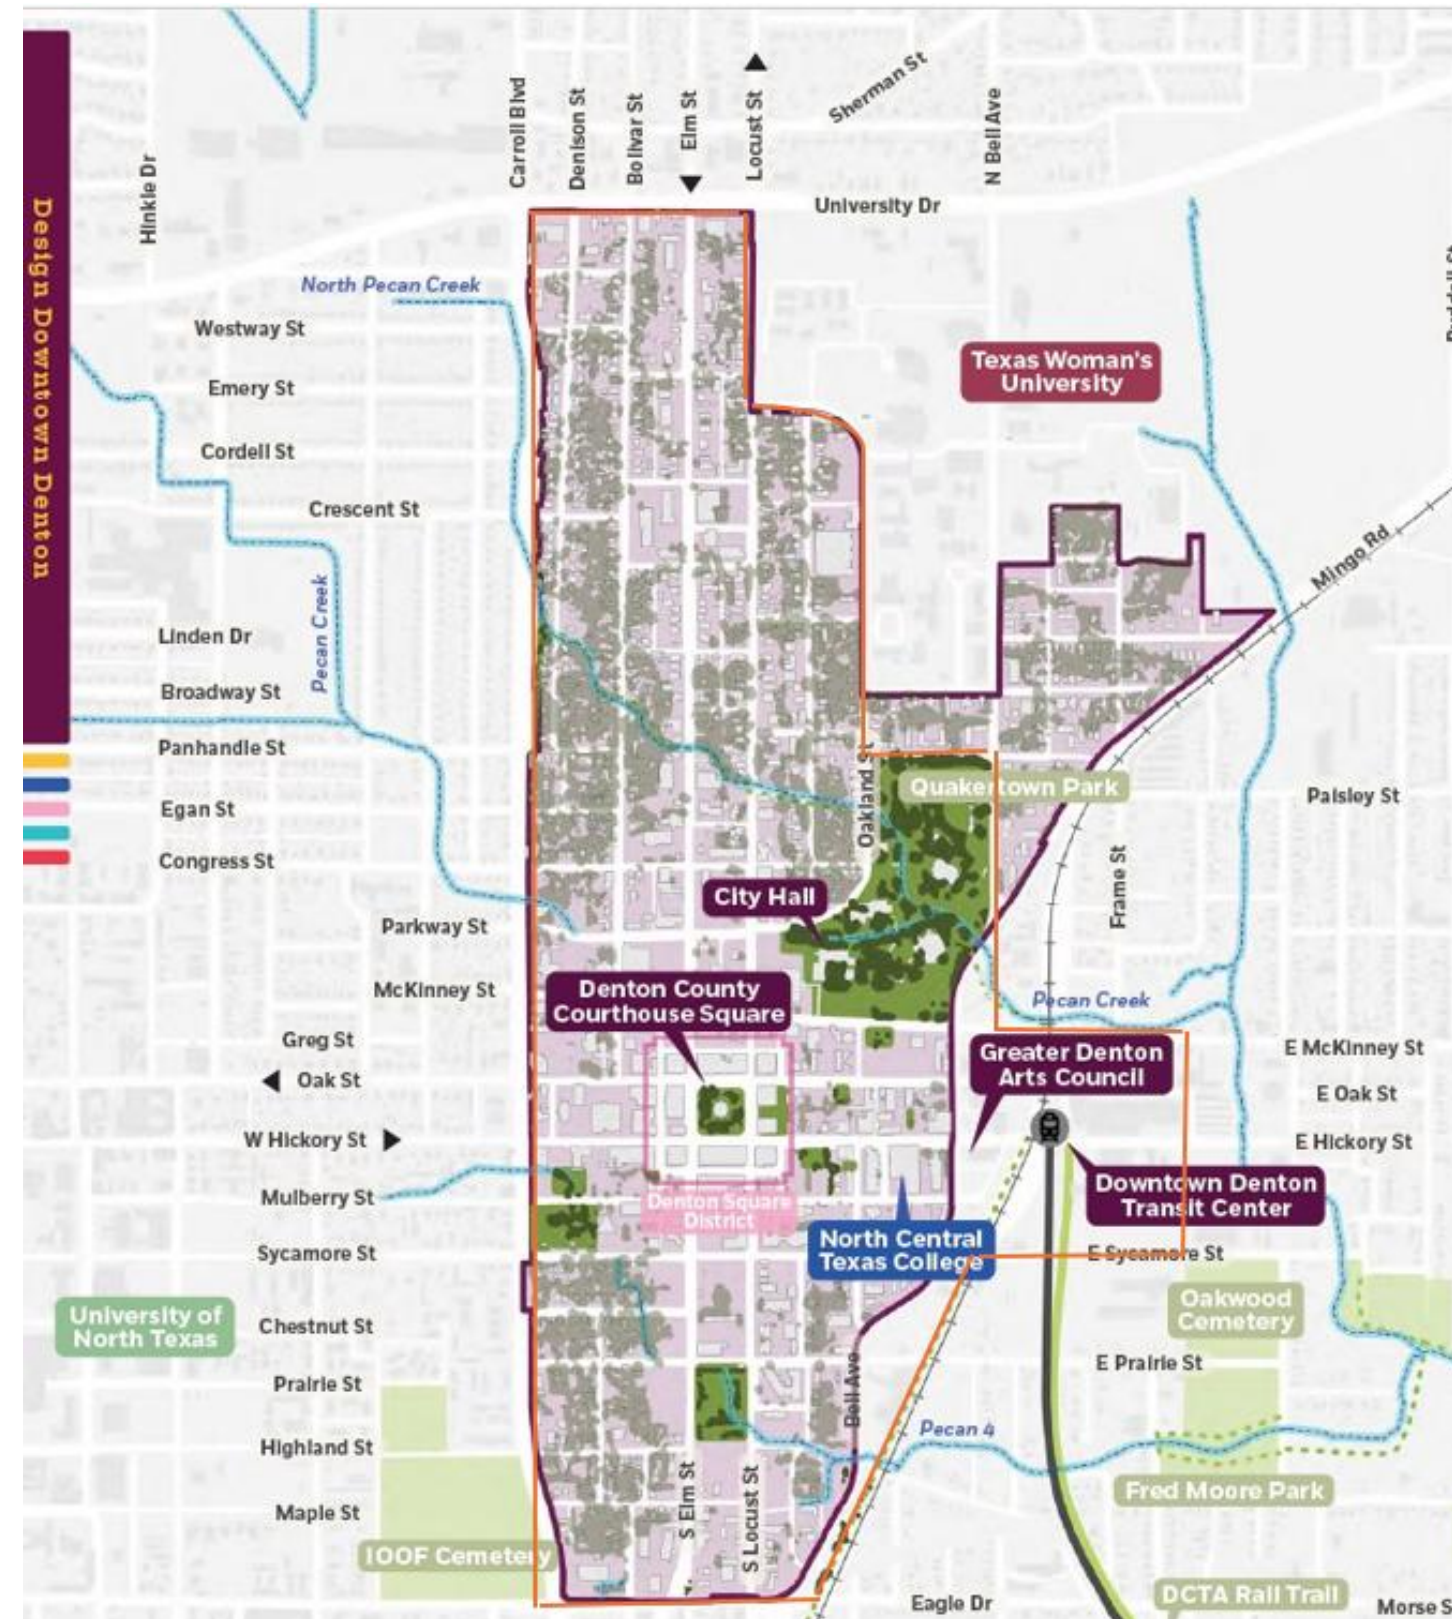 Design Downtown Denton
Hinkle Dr
Carroll Blvd
Denison St
Bolivar St
Elm St
Locust St
Sherman St
N Bell Ave
University Dr
North Pecan Creek
Westway St
Emery St
Cordell St
Crescent St
Texas Woman's
University
Mingo Rd
Pecan Creek
Linden Dr
Broadway St
Panhandle St
Egan St
Congress St
Oakland St
Quakertown Park
Paisley St
Frame St
City Hall
Parkway St
McKinney St
Denton County
Courthouse Square
Pecan Creek
Greg St
Oak St
W Hickory St
Greater Denton
Arts Council
E McKinney St
E Oak St
E Hickory St
Mulberry St
Denton Square
District
Downtown Denton
Transit Center
North Central
Texas College
Sycamore St
E Sycamore St
University of
North Texas
Chestnut St
Oakwood
Cemetery
Prairie St
E Prairie St
Bell Ave
Highland St
Pecan 4
S Elm St
S Locust St
Fred Moore Park
Maple St
IOOF Cemetery
Eagle Dr
DCTA Rail Trail
Morse S